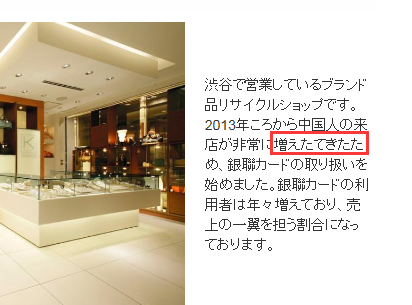 渋谷で営業しているブランド
品リサイクルショップです。
2013年ころから中国人の来
店が非常に増えたてきたた
め、銀聯カードの取り扱いを
始めました。銀聯カードの利
用者は年々増えており、売
上の一翼を担う割合になっ
ております。